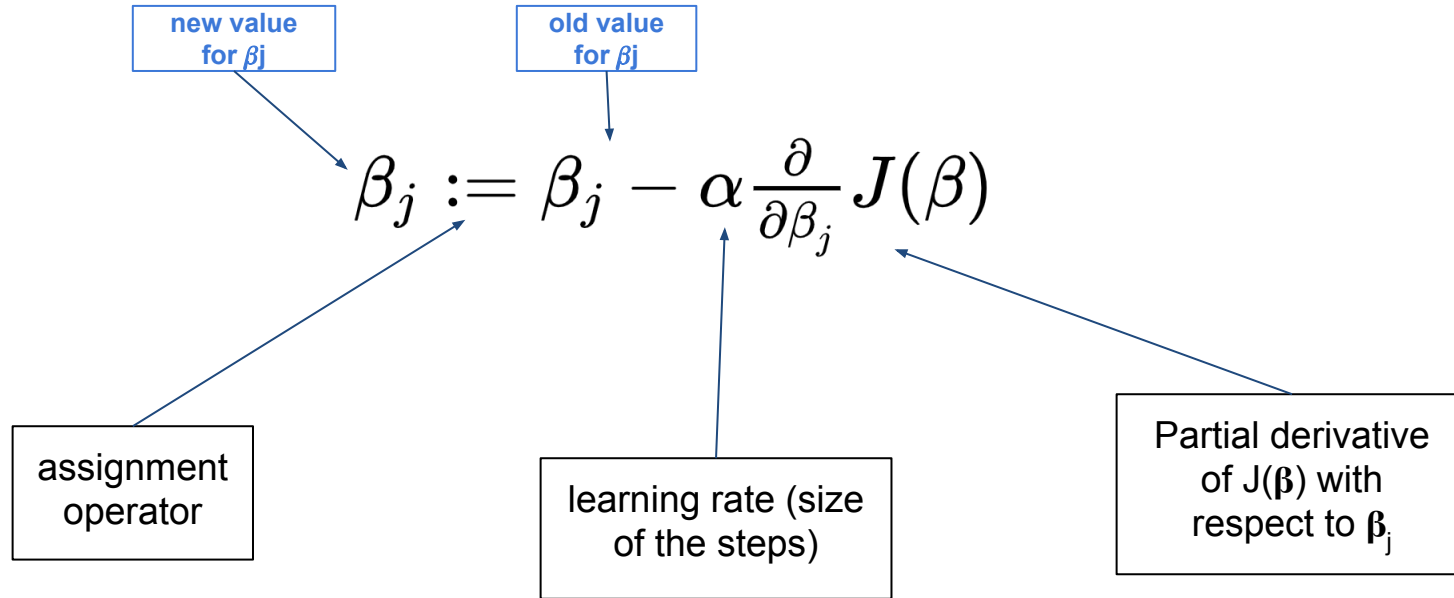 new value
for βj
old value
for βj
βⱼ := βⱼ − α ∂/∂βⱼ J(β)
assignment
operator
learning rate (size
of the steps)
Partial derivative
of J(β) with
respect to βⱼ